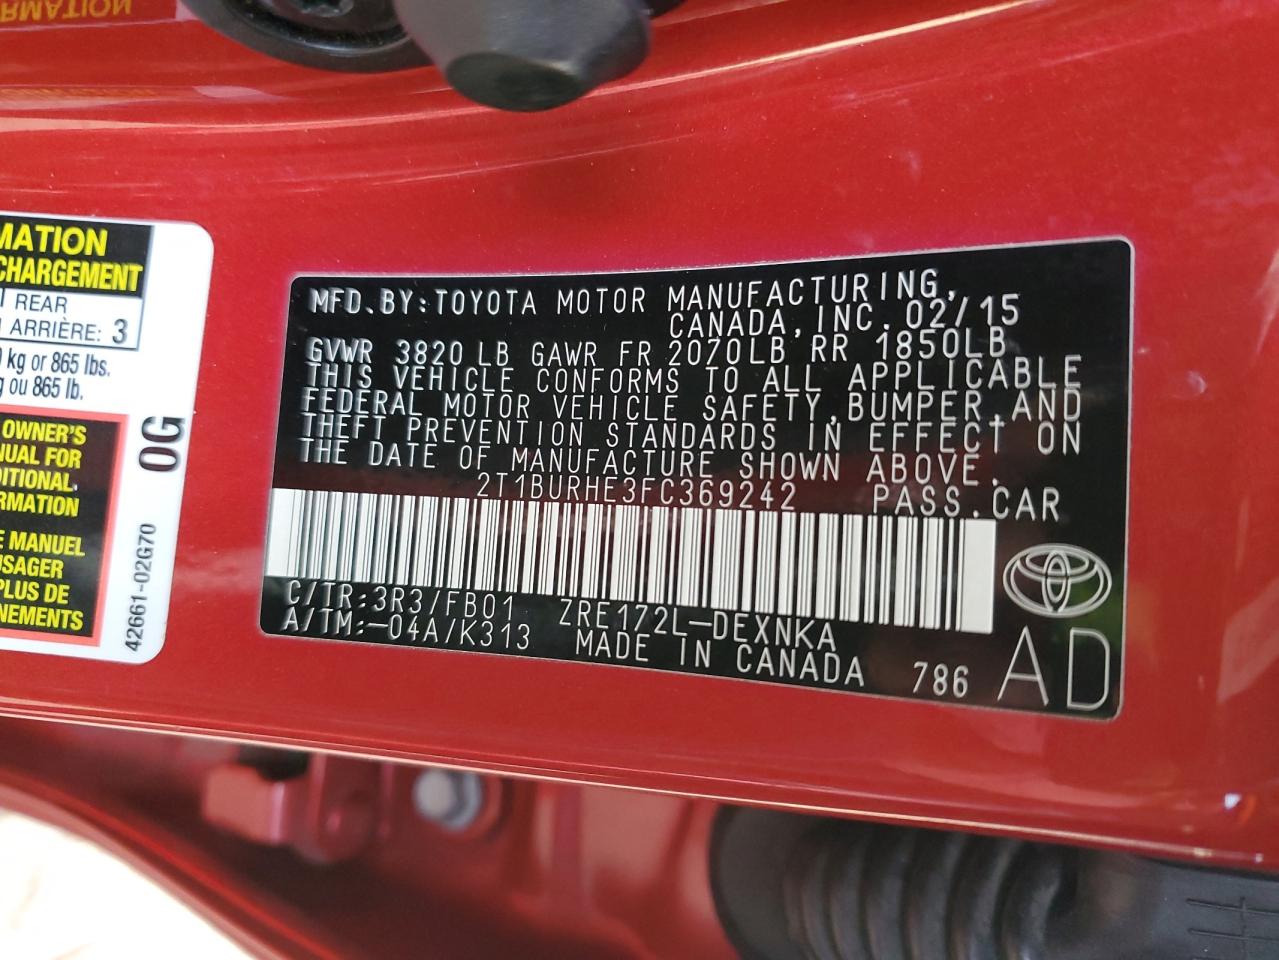 RMATION
MATION
CHARGEMENT
REAR
ARRIÈRE: 3
kg or 865 lbs.
ou 865 lb.
OWNER'S
NUAL FOR
DITIONAL
RMATION
E MANUEL
USAGER
PLUS DE
NEMENTS
0G
42661-02G70
MFD.BY:TOYOTA MOTOR MANUFACTURING,
CANADA,INC. 02/15
GVWR 3820LB GAWR FR 2070LB RR 1850LB
THIS VEHICLE CONFORMS TO ALL APPLICABLE
FEDERAL MOTOR VEHICLE SAFETY,BUMPER,AND
THEFT PREVENTION STANDARDS IN EFFECT ON
THE DATE OF MANUFACTURE SHOWN ABOVE.
2T1BURHE3FC369242 PASS.CAR
C/TR:3R3/FB01 ZRE172L-DEXNKA
A/TM:-04A/K313 MADE IN CANADA 786 AD